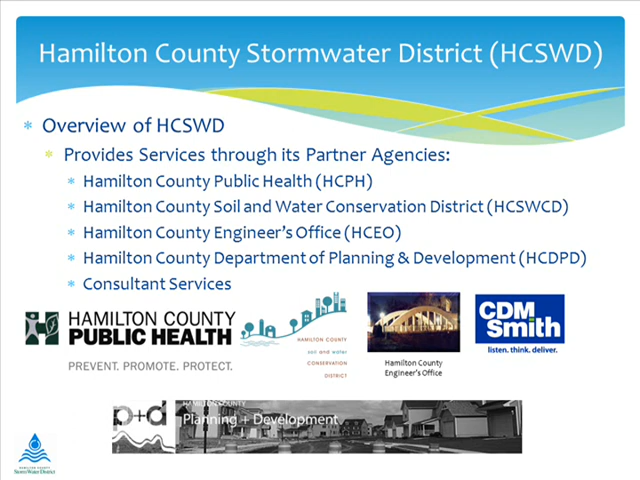 Hamilton County Stormwater District (HCSWD)
Overview of HCSWD
Provides Services through its Partner Agencies:
Hamilton County Public Health (HCPH)
Hamilton County Soil and Water Conservation District (HCSWCD)
Hamilton County Engineer's Office (HCEO)
Hamilton County Department of Planning & Development (HCDPD)
Consultant Services
HAMILTON COUNTY
PUBLIC HEALTH
PREVENT. PROMOTE. PROTECT.
HAMILTON COUNTY
soil and water
CONSERVATION
DISTRICT
Hamilton County
Engineer's Office
CDM
Smith
listen. think. deliver.
p+d
HAMILTON COUNTY
Planning + Development
HAMILTON COUNTY
Storm Water District